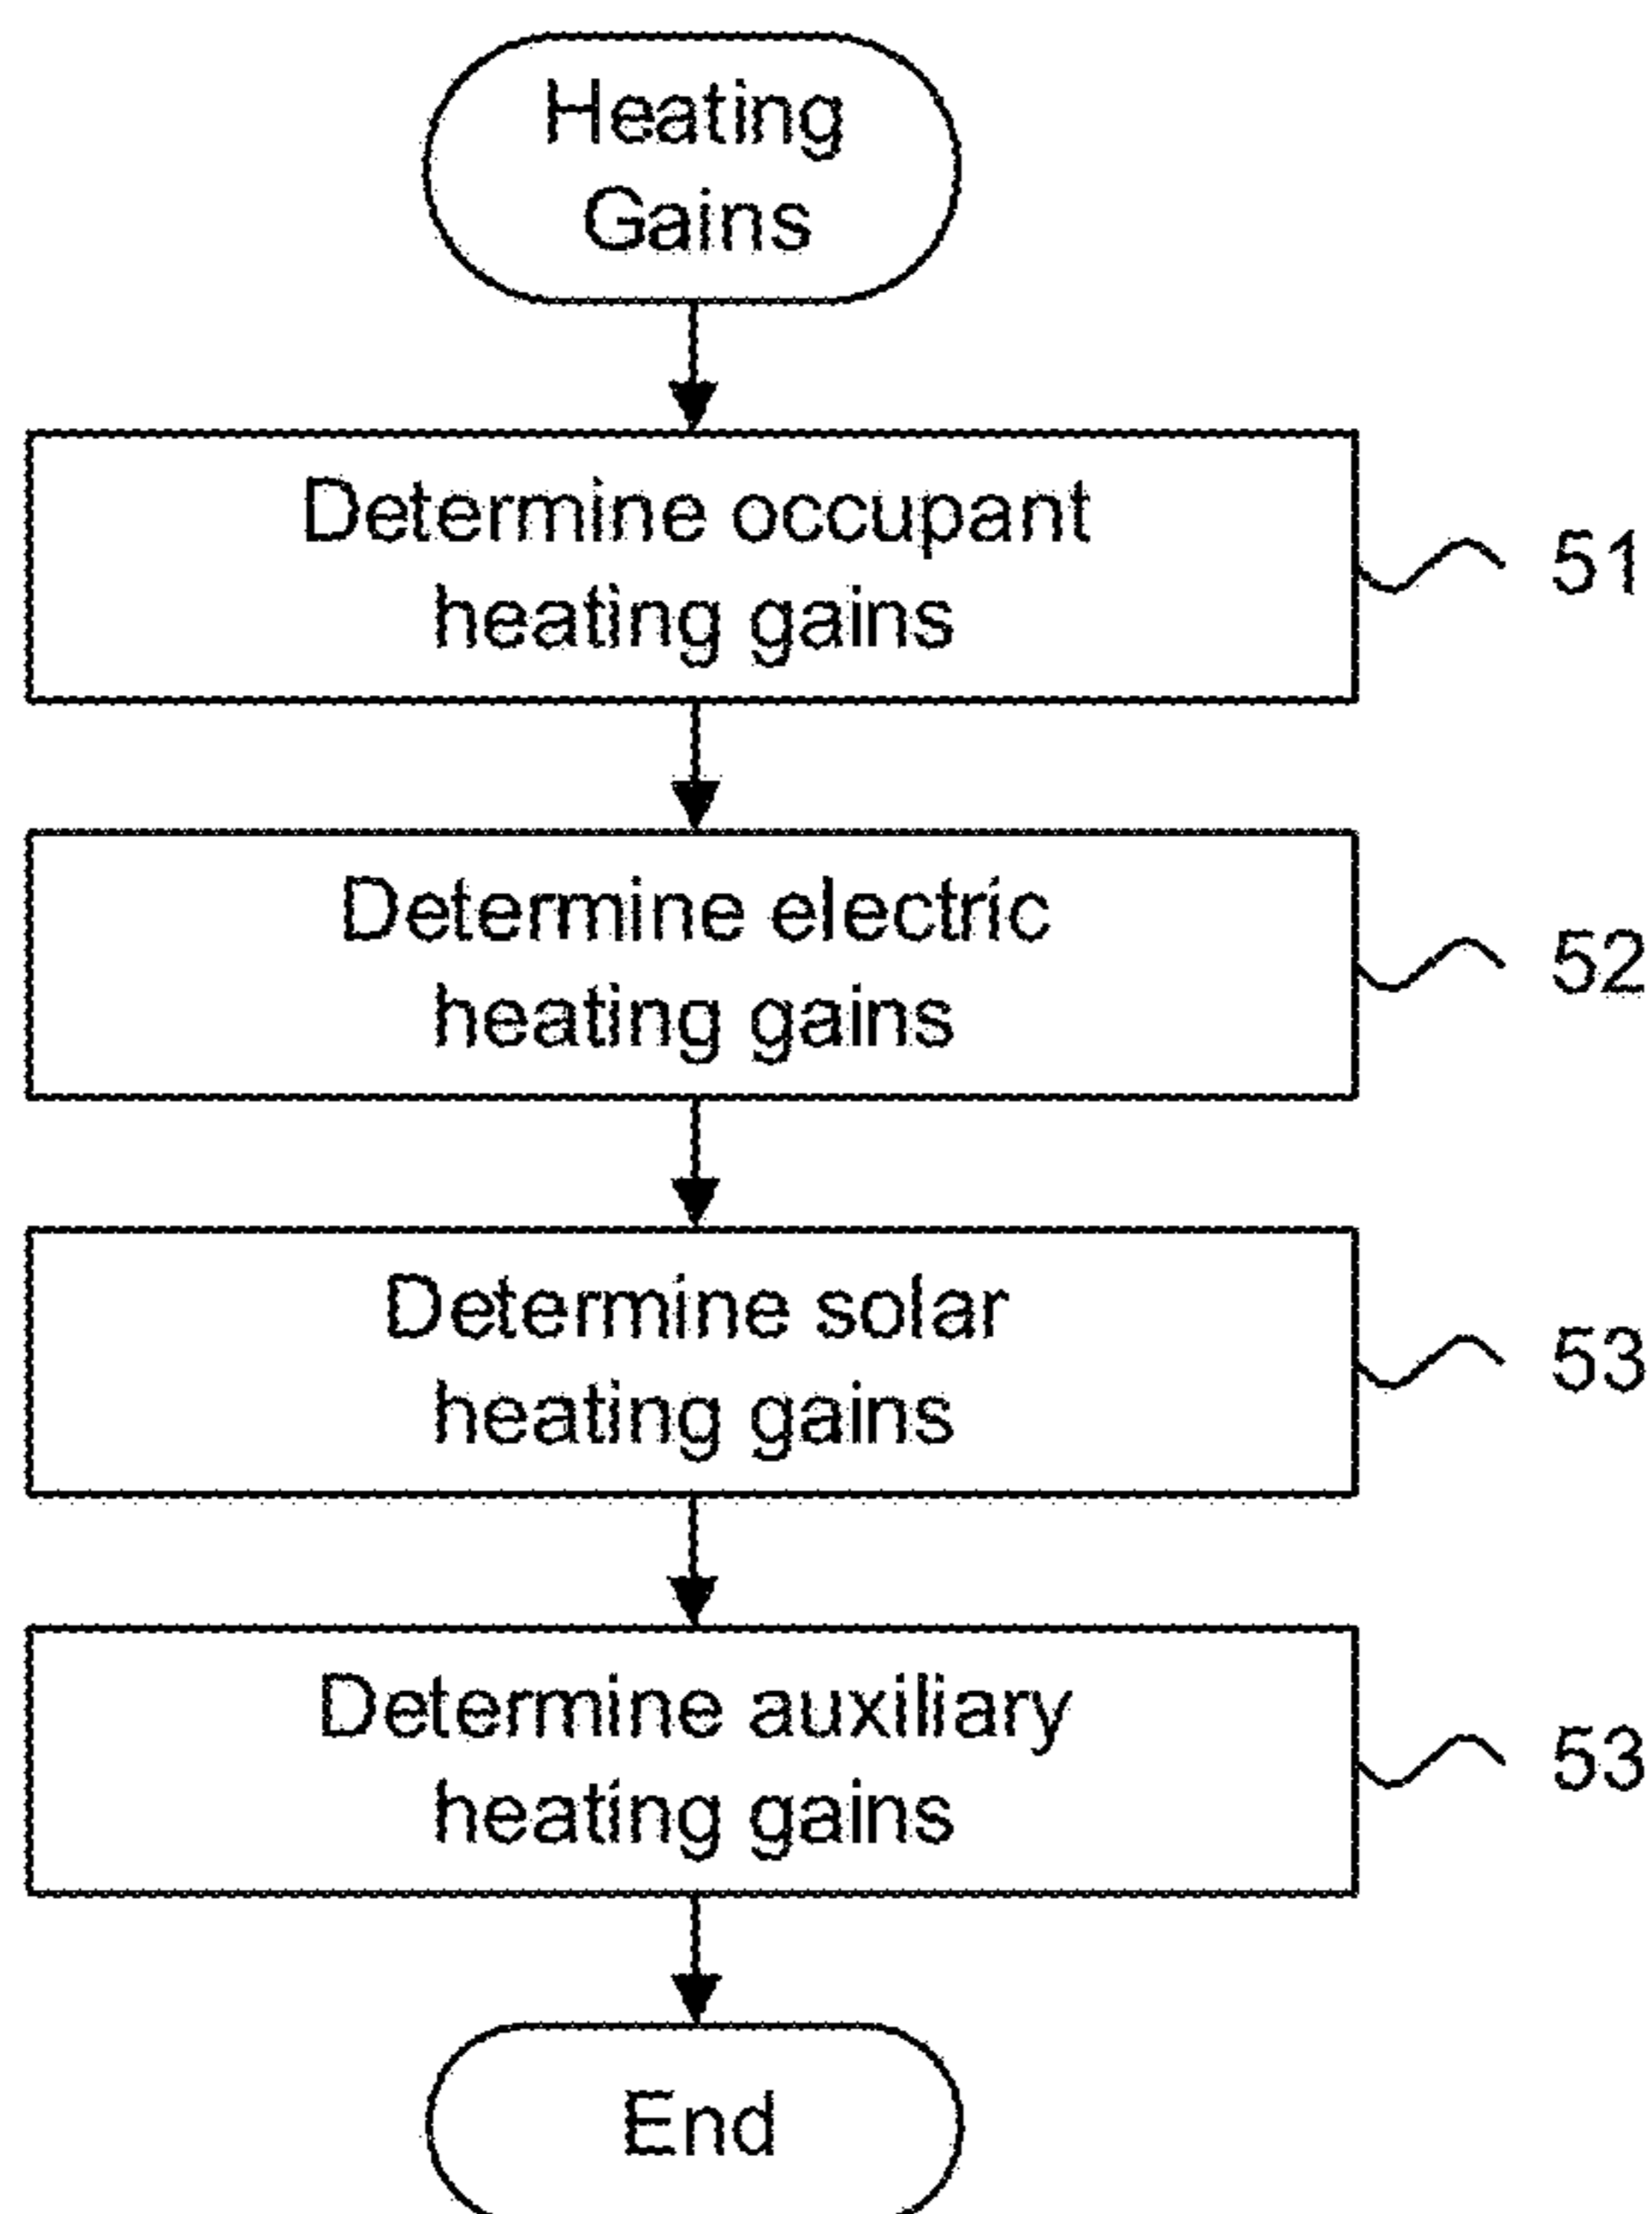 Heating
Gains
Determine occupant
heating gains
51
Determine electric
heating gains
52
Determine solar
heating gains
53
Determine auxiliary
heating gains
53
End